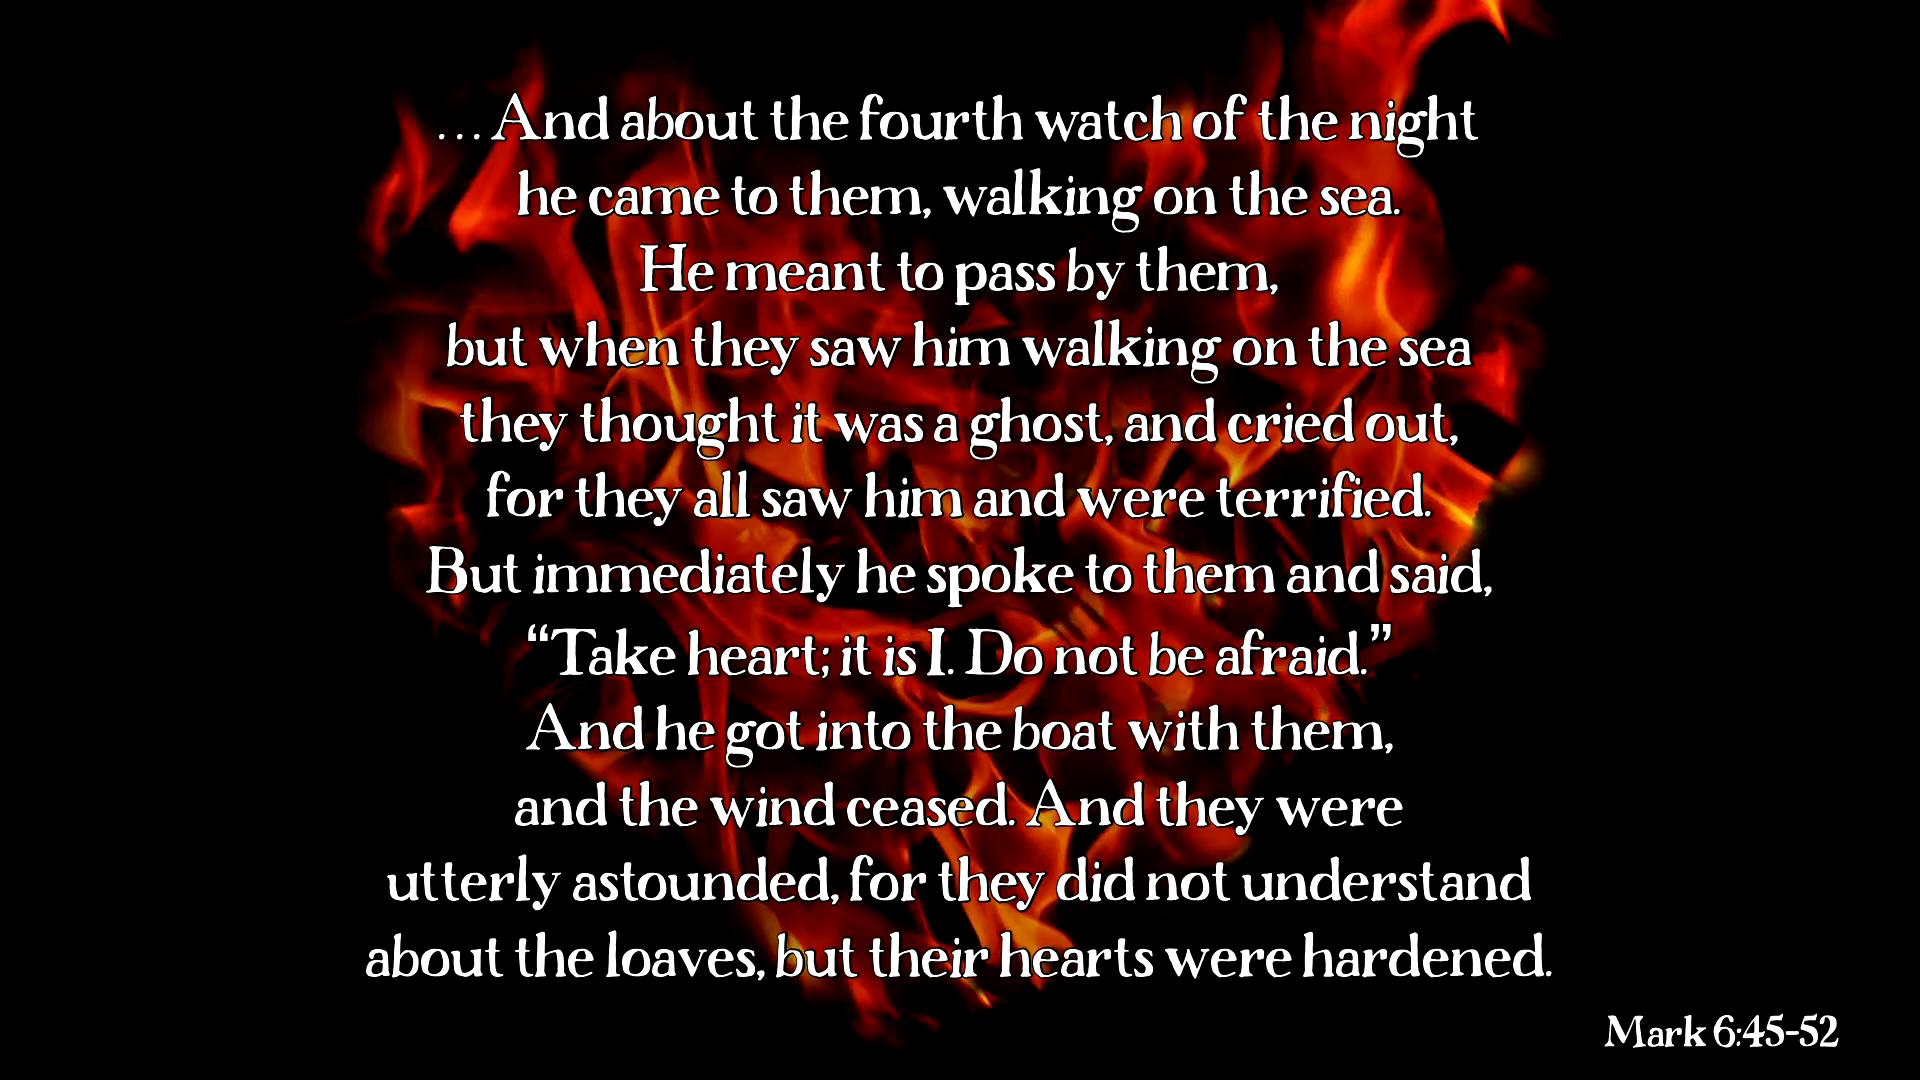 …And about the fourth watch of the night
he came to them, walking on the sea.
He meant to pass by them,
but when they saw him walking on the sea
they thought it was a ghost, and cried out,
for they all saw him and were terrified.
But immediately he spoke to them and said,
“Take heart; it is I. Do not be afraid.”
And he got into the boat with them,
and the wind ceased. And they were
utterly astounded, for they did not understand
about the loaves, but their hearts were hardened.
Mark 6:45-52